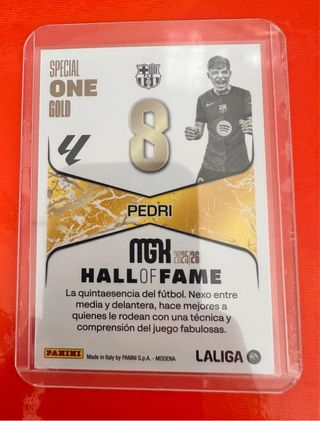 SPECIAL
ONE
GOLD
8
PEDRI
MGK 2025/26
HALL OF FAME
La quintaesencia del fútbol. Nexo entre
media y delantera, hace mejores a
quienes le rodean con una técnica y
comprensión del juego fabulosas.
PANINI
Made in Italy by PANINI S.p.A. - MODENA
LALIGA EA